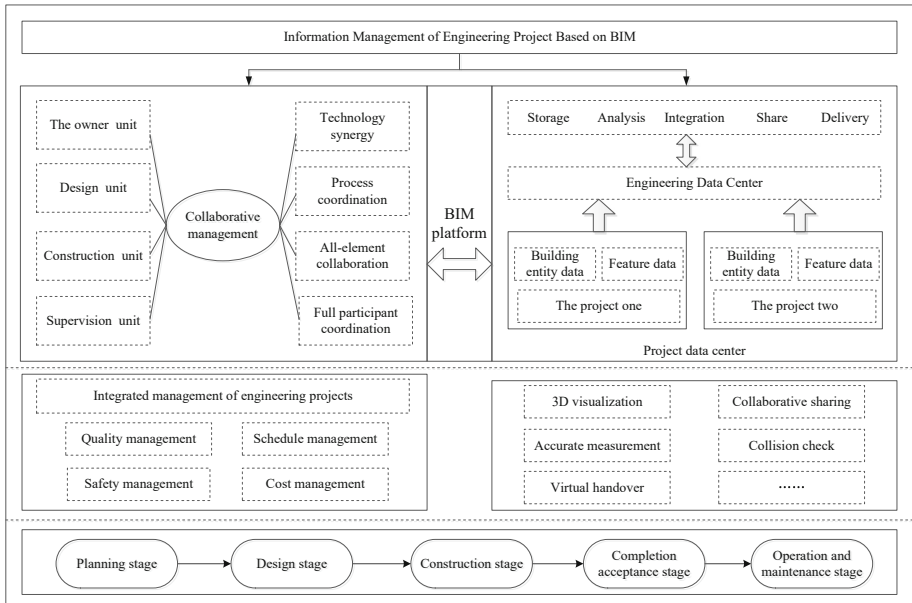 Information Management of Engineering Project Based on BIM
The owner unit
Design unit
Construction unit
Supervision unit
Collaborative
management
Technology
synergy
Process
coordination
All-element
collaboration
Full participant
coordination
BIM
platform
Storage Analysis Integration Share Delivery
Engineering Data Center
Building
entity data
Feature data
The project one
Building
entity data
Feature data
The project two
Project data center
Integrated management of engineering projects
Quality management
Schedule management
Safety management
Cost management
3D visualization
Collaborative sharing
Accurate measurement
Collision check
Virtual handover
······
Planning stage
Design stage
Construction stage
Completion
acceptance stage
Operation and
maintenance stage